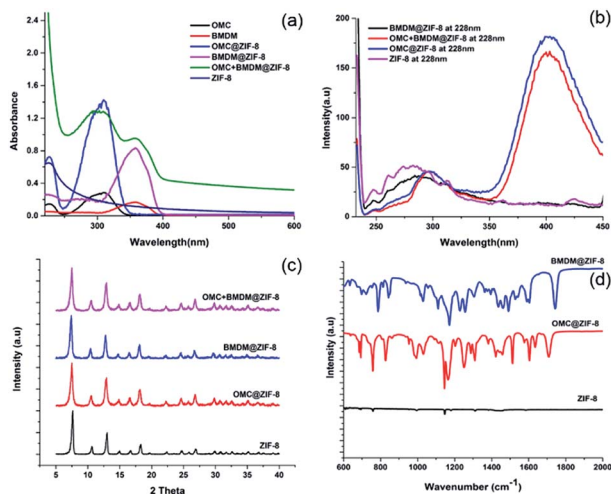 (a)
OMC
BMDM
OMC@ZIF-8
BMDM@ZIF-8
OMC+BMDM@ZIF-8
ZIF-8
Absorbance
2.4
2.0
1.6
1.2
0.8
0.4
0.0
300 400 500 600
Wavelength(nm)
(b)
BMDM@ZIF-8 at 228nm
OMC+BMDM@ZIF-8 at 228nm
OMC@ZIF-8 at 228nm
ZIF-8 at 228nm
Intensity(a.u)
200
150
100
50
0
250 300 350 400 450
Wavelength(nm)
(c)
OMC+BMDM@ZIF-8
BMDM@ZIF-8
OMC@ZIF-8
ZIF-8
Intensity (a.u)
5 10 15 20 25 30 35 40
2 Theta
(d)
BMDM@ZIF-8
OMC@ZIF-8
ZIF-8
Intensity (a.u)
600 800 1000 1200 1400 1600 1800 2000
Wavenumber (cm⁻¹)